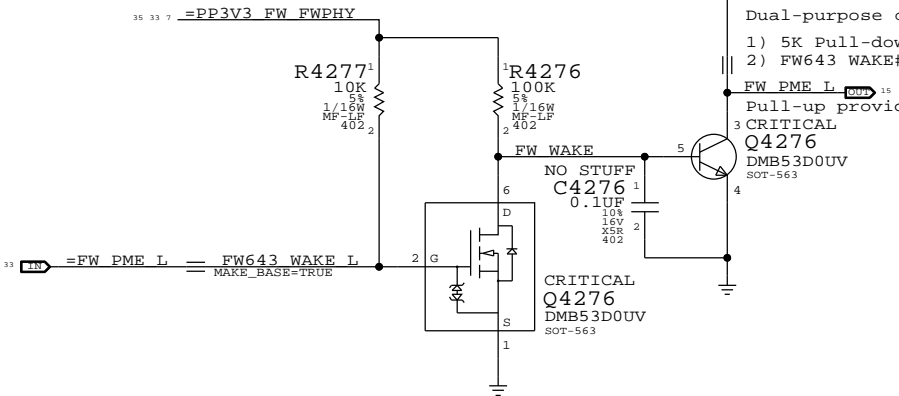 35 33 7 =PP3V3_FW_FWPHY
Dual-purpose
1) 5K Pull-dow
2) FW643 WAKE#
R4277 1
10K
5%
1/16W
MF-LF
402 2
1 R4276
100K
5%
1/16W
MF-LF
402
2
FW_PME_L OUT 15
Pull-up provid
3 CRITICAL
Q4276
DMB53D0UV
SOT-563
FW_WAKE
5
4
NO STUFF
C4276 1
0.1UF
10%
16V
X5R
402
2
6
D
33 IN =FW_PME_L FW643_WAKE_L 2 G
MAKE_BASE=TRUE
CRITICAL
Q4276
DMB53D0UV
SOT-563
S
1